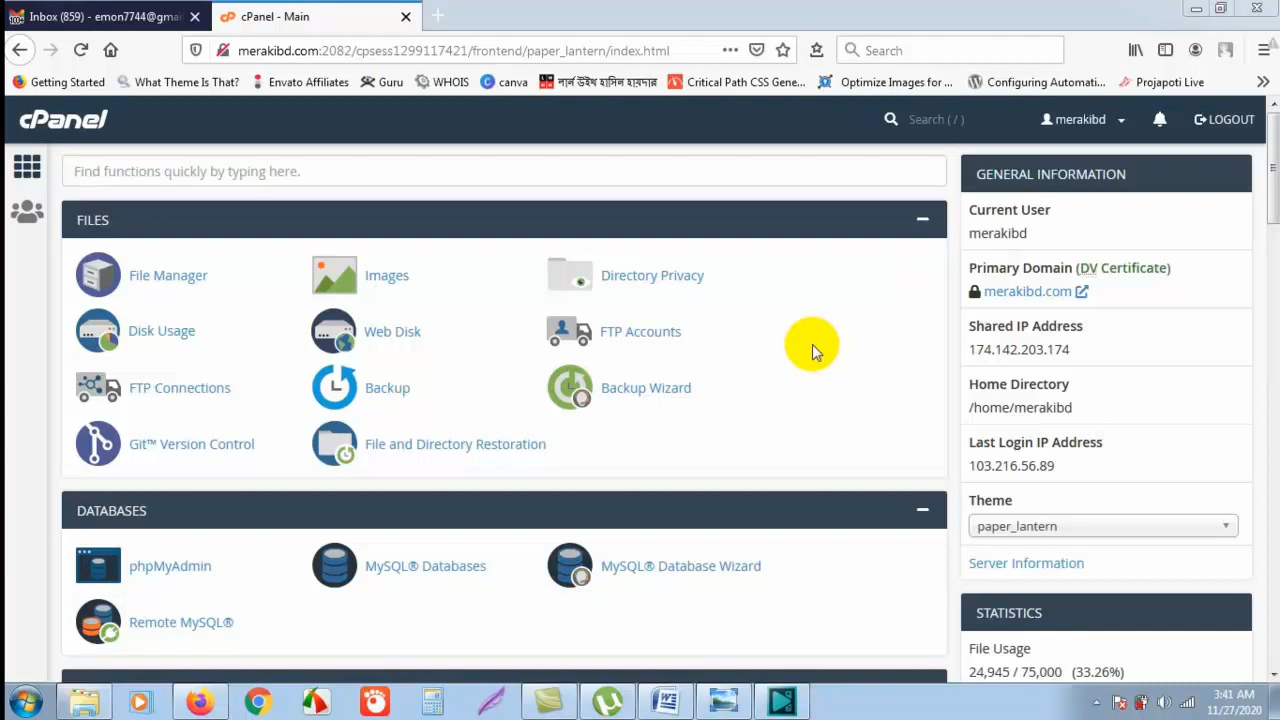 Inbox (859) - emon7744@gmai
cPanel - Main
merakibd.com:2082/cpsess1299117421/frontend/paper_lantern/index.html
Search
Getting Started
What Theme Is That?
Envato Affiliates
Guru
WHOIS
canva
পার্ল উইথ হাসিন হায়দার
Critical Path CSS Gene...
Optimize Images for ...
Configuring Automati...
Projapoti Live
cPanel
Search ( / )
merakibd
LOGOUT
Find functions quickly by typing here.
FILES
File Manager
Images
Directory Privacy
Disk Usage
Web Disk
FTP Accounts
FTP Connections
Backup
Backup Wizard
Git™ Version Control
File and Directory Restoration
DATABASES
phpMyAdmin
MySQL® Databases
MySQL® Database Wizard
Remote MySQL®
GENERAL INFORMATION
Current User
merakibd
Primary Domain (DV Certificate)
merakibd.com
Shared IP Address
174.142.203.174
Home Directory
/home/merakibd
Last Login IP Address
103.216.56.89
Theme
paper_lantern
Server Information
STATISTICS
File Usage
24,945 / 75,000 (33.26%)
3:41 AM
11/27/2020